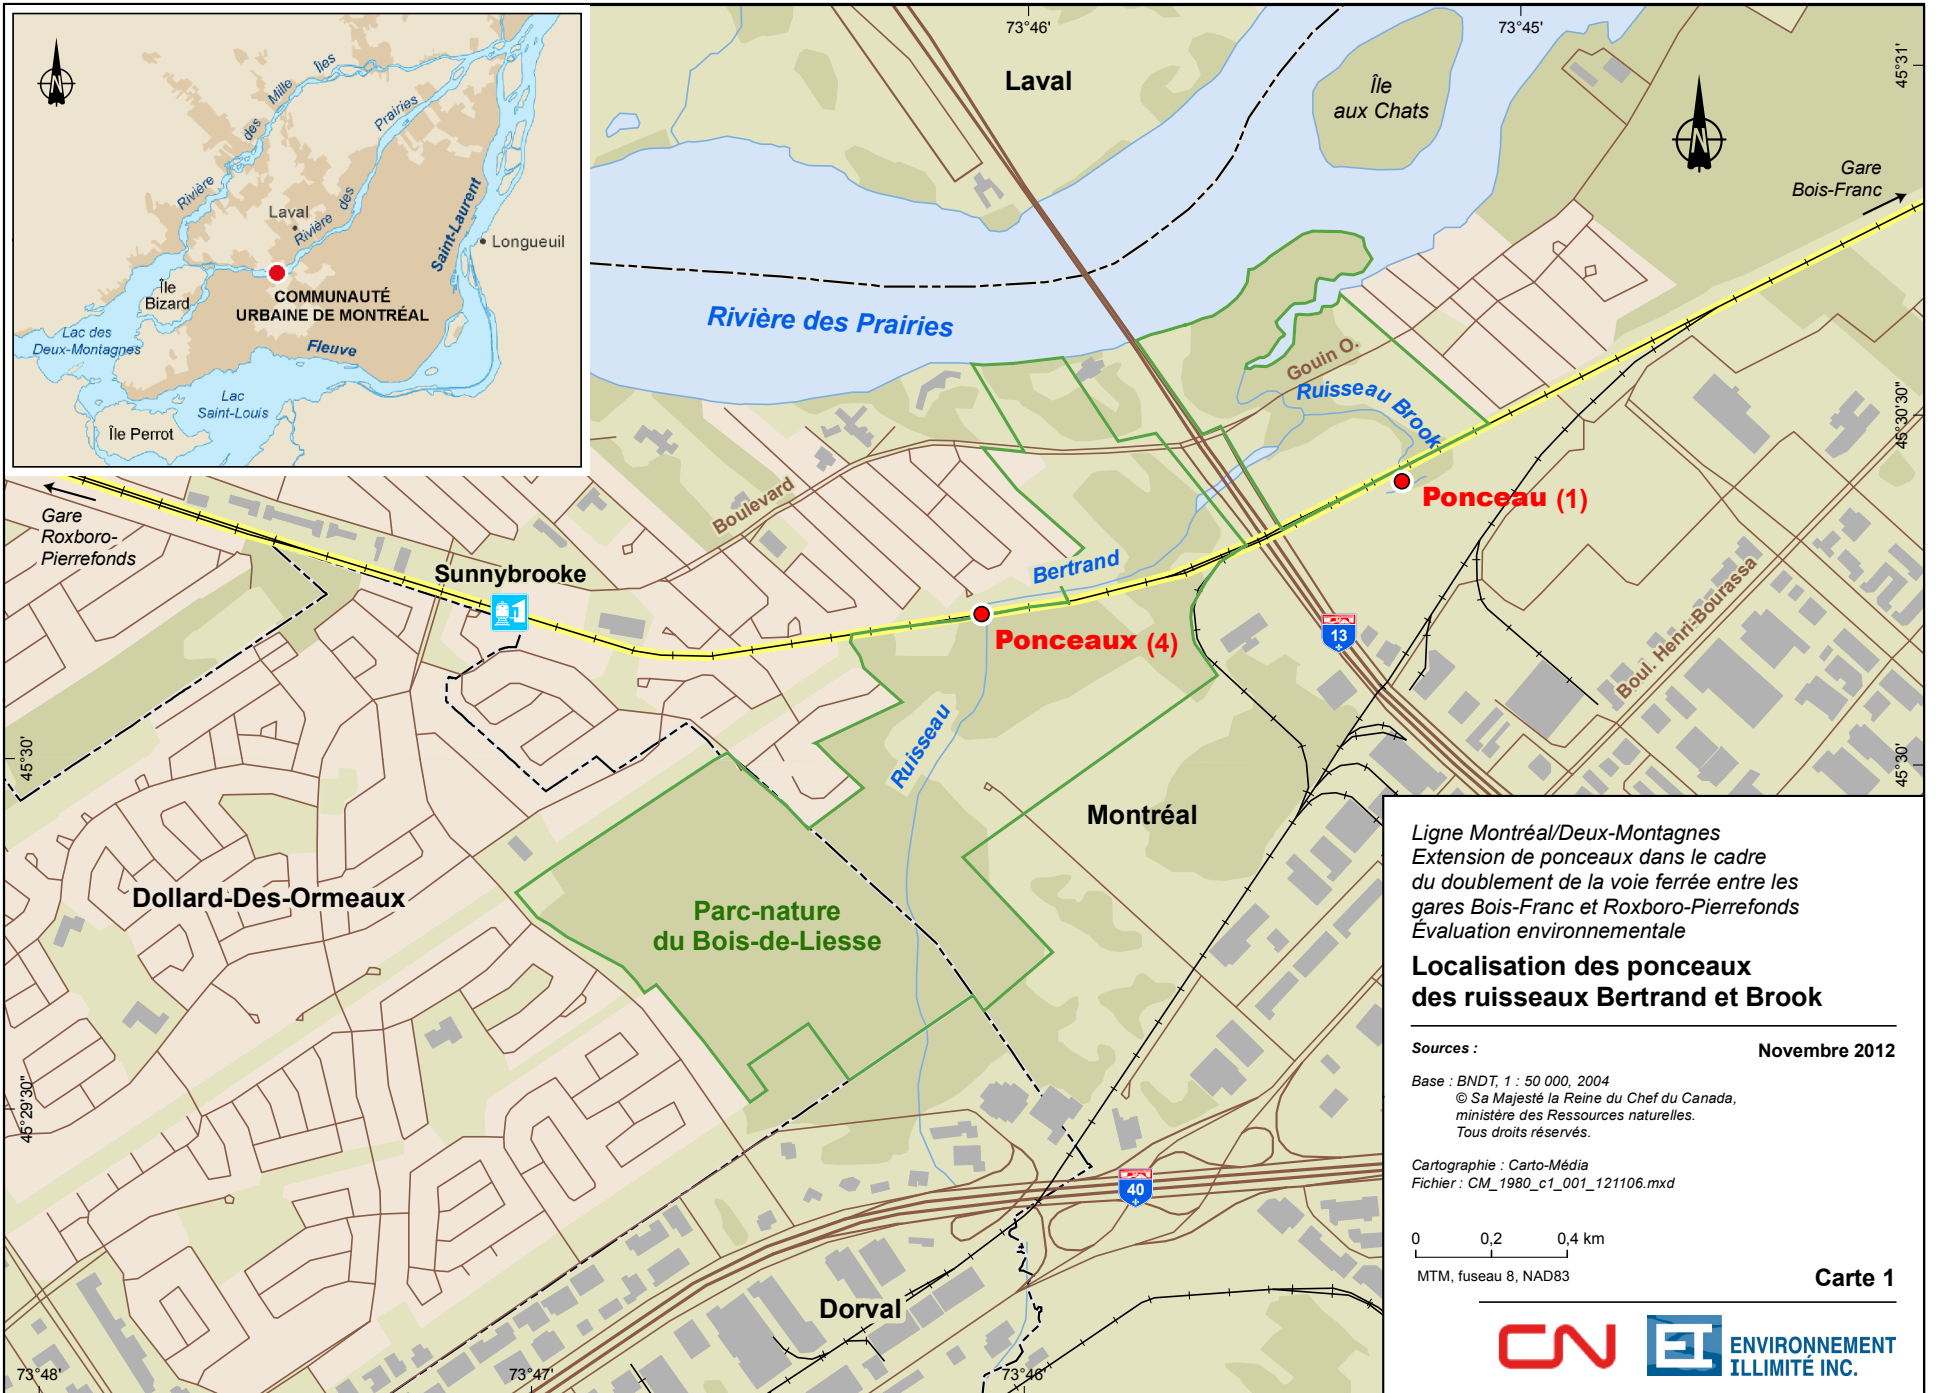 Rivière
des
Mille
Îles
Rivière
des
Prairies
Laval
Saint-Laurent
Longueuil
Île
Bizard
COMMUNAUTÉ
URBAINE DE MONTRÉAL
Lac des
Deux-Montagnes
Fleuve
Lac
Saint-Louis
Île Perrot
73°46'
73°45'
45°31'
Laval
Île
aux Chats
N
Gare
Bois-Franc
Rivière des Prairies
Gouin O.
Ruisseau Brook
45°30'30"
Ponceau (1)
Boulevard
Gare
Roxboro-
Pierrefonds
Sunnybrooke
Bertrand
Ponceaux (4)
13
Boul. Henri-Bourassa
Ruisseau
45°30'
45°30'
Montréal
Dollard-Des-Ormeaux
Parc-nature
du Bois-de-Liesse
45°29'30"
40
Dorval
73°48'
73°47'
73°46'
Ligne Montréal/Deux-Montagnes
Extension de ponceaux dans le cadre
du doublement de la voie ferrée entre les
gares Bois-Franc et Roxboro-Pierrefonds
Évaluation environnementale
Localisation des ponceaux
des ruisseaux Bertrand et Brook
Sources : Novembre 2012
Base : BNDT, 1 : 50 000, 2004
© Sa Majesté la Reine du Chef du Canada,
ministère des Ressources naturelles.
Tous droits réservés.
Cartographie : Carto-Média
Fichier : CM_1980_c1_001_121106.mxd
0 0,2 0,4 km
MTM, fuseau 8, NAD83
Carte 1
CN
EI ENVIRONNEMENT
ILLIMITÉ INC.